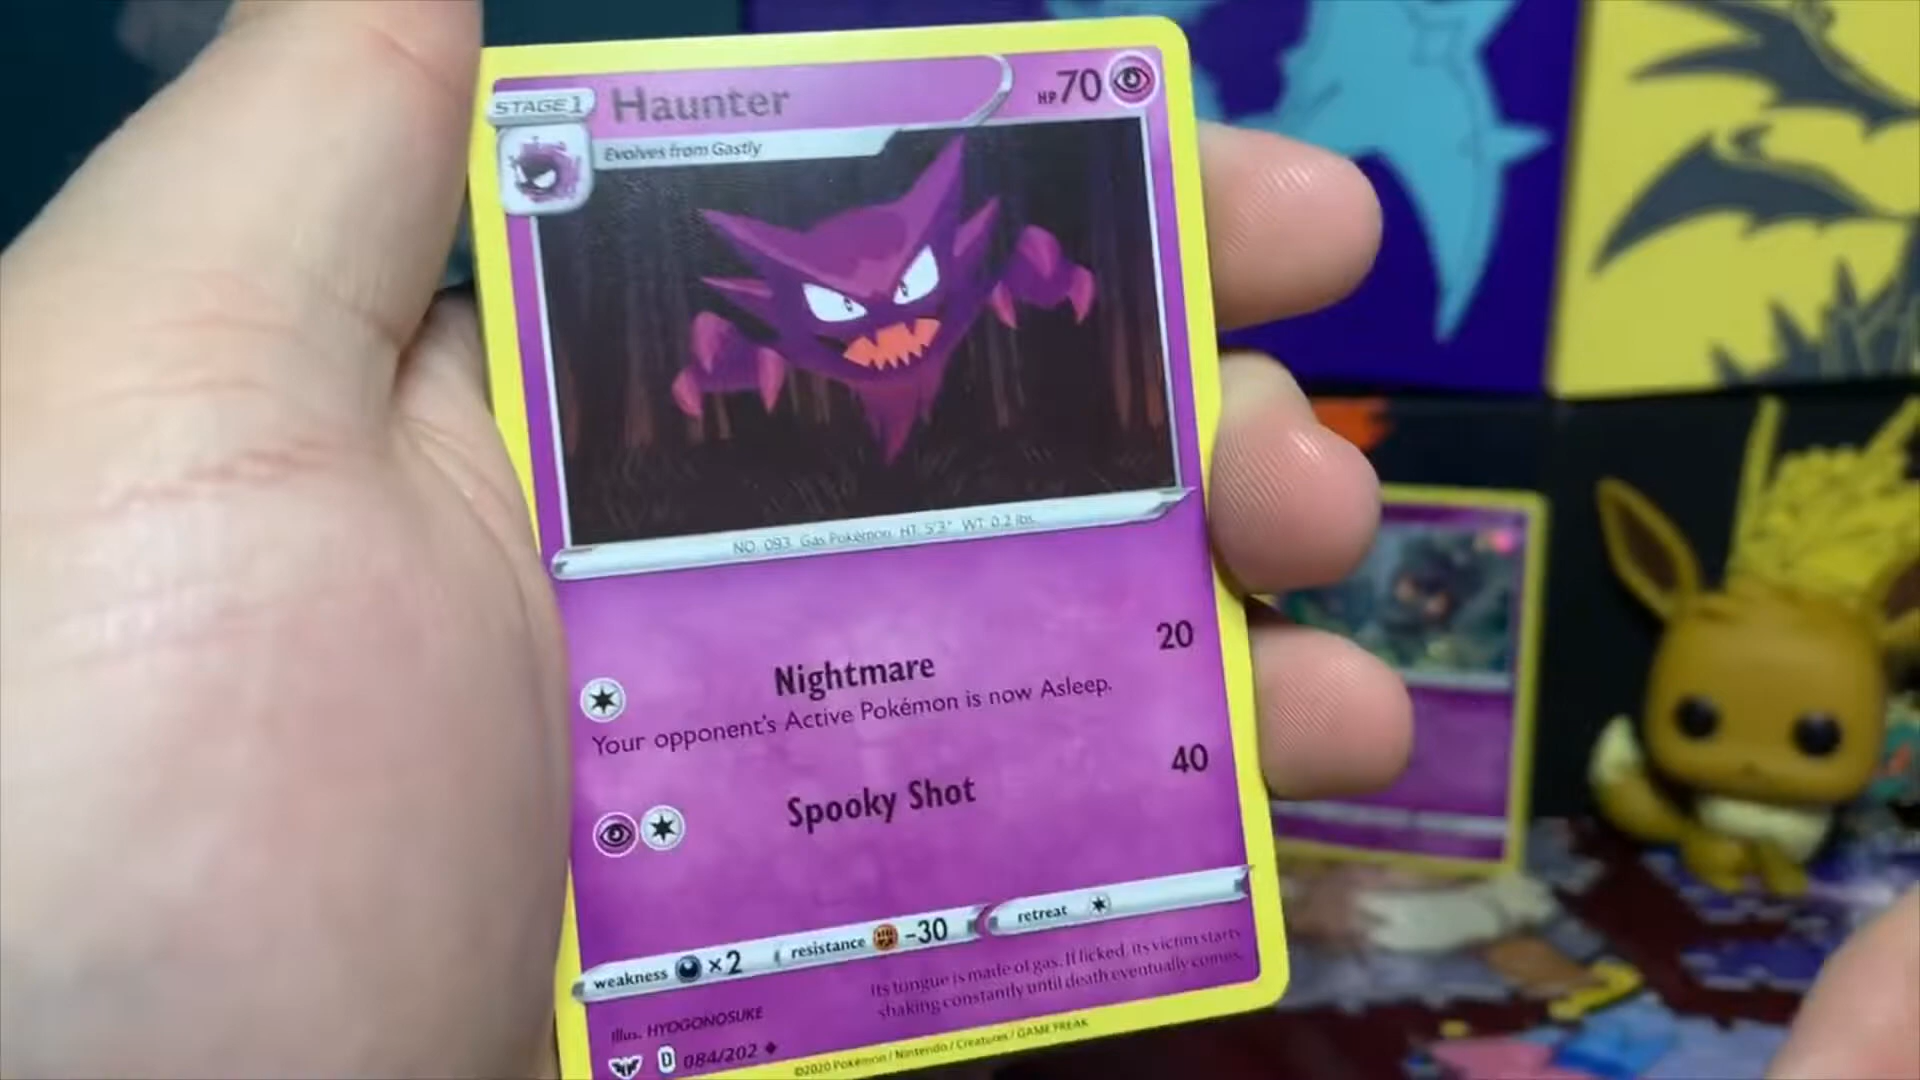 STAGE 1
Haunter
HP 70
Evolves from Gastly
NO. 093 Gas Pokémon HT: 5'3" WT: 0.2 lbs.
Nightmare 20
Your opponent's Active Pokémon is now Asleep.
Spooky Shot 40
weakness ×2 resistance -30 retreat
Its tongue is made of gas. If licked, its victim starts
shaking constantly until death eventually comes.
Illus. HYOGONOSUKE
D 084/202
©2020 Pokémon / Nintendo / Creatures / GAME FREAK